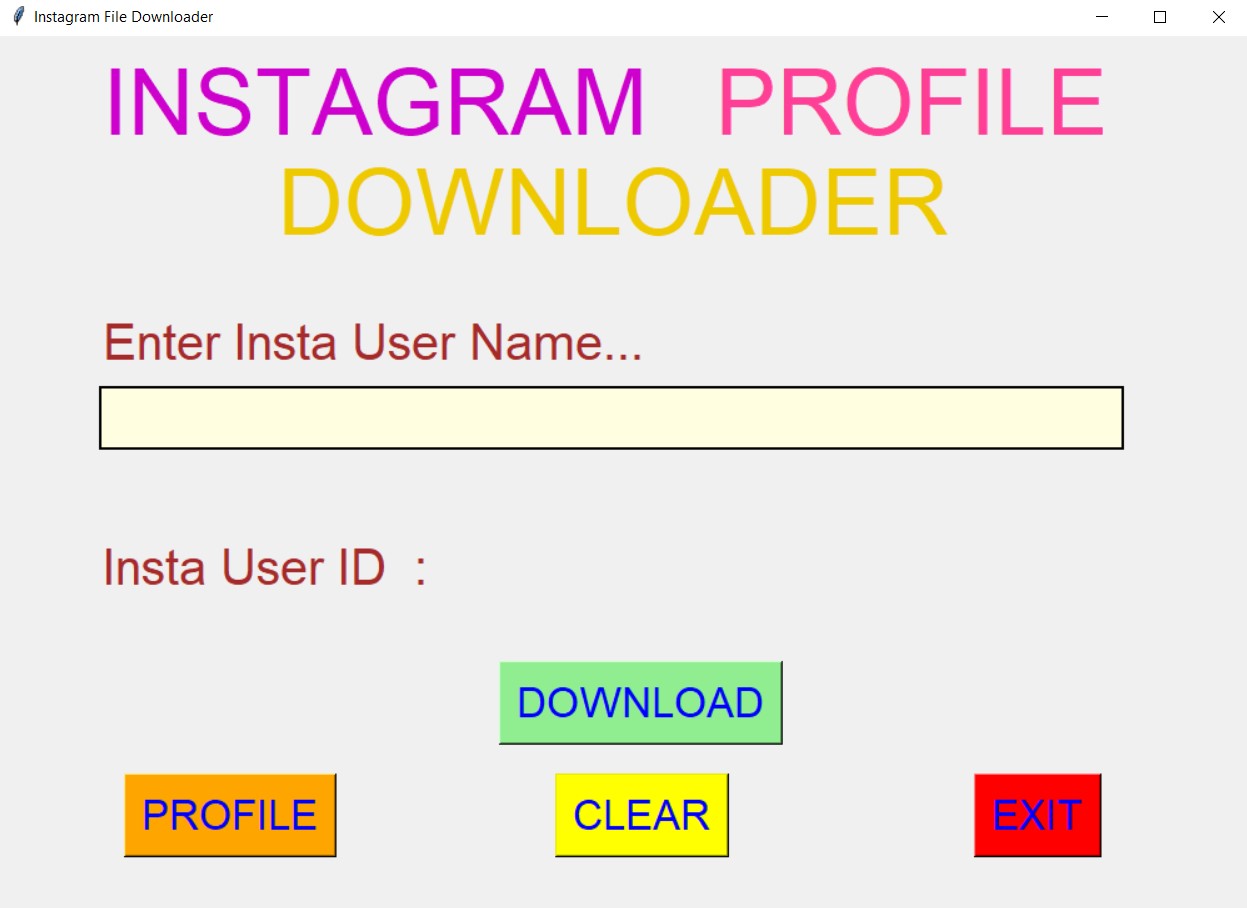 Instagram File Downloader
INSTAGRAM PROFILE
DOWNLOADER
Enter Insta User Name...
Insta User ID :
DOWNLOAD
PROFILE
CLEAR
EXIT